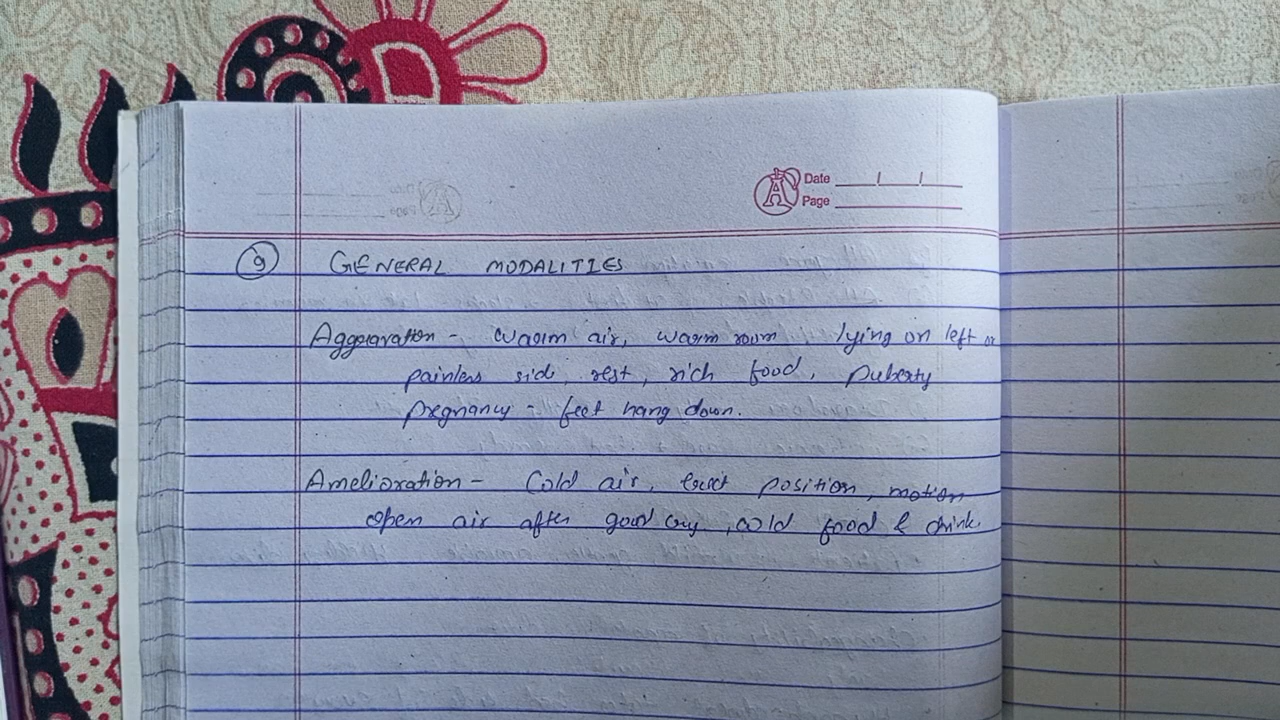 Date
Page
9 GENERAL MODALITIES
Aggravation - warm air, warm room, lying on left or
painless side, rest, rich food, puberty
pregnancy - feet hang down.
Amelioration - Cold air, Erect position, motion
open air after good cry, cold food & drink.